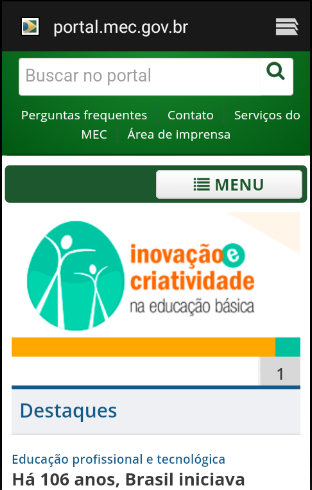 portal.mec.gov.br
Buscar no portal
Perguntas frequentes Contato Serviços do
MEC Área de imprensa
MENU
inovação e
criatividade
na educação básica
1
Destaques
Educação profissional e tecnológica
Há 106 anos, Brasil iniciava